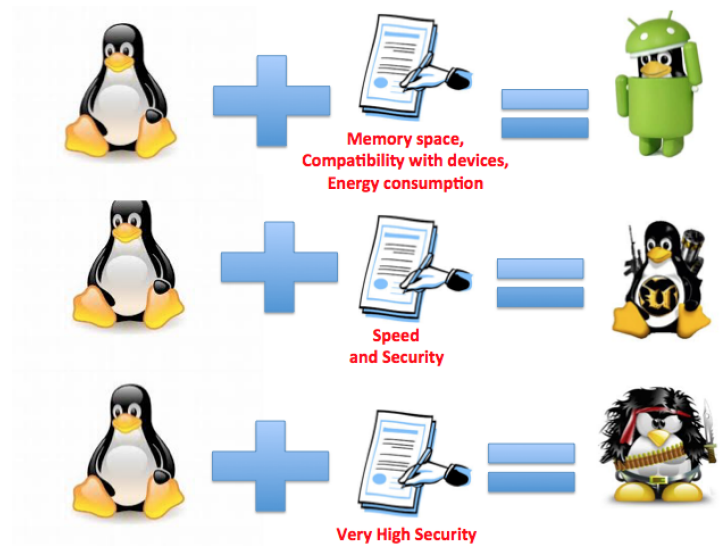 Memory space,
Compatibility with devices,
Energy consumption
Speed
and Security
Very High Security